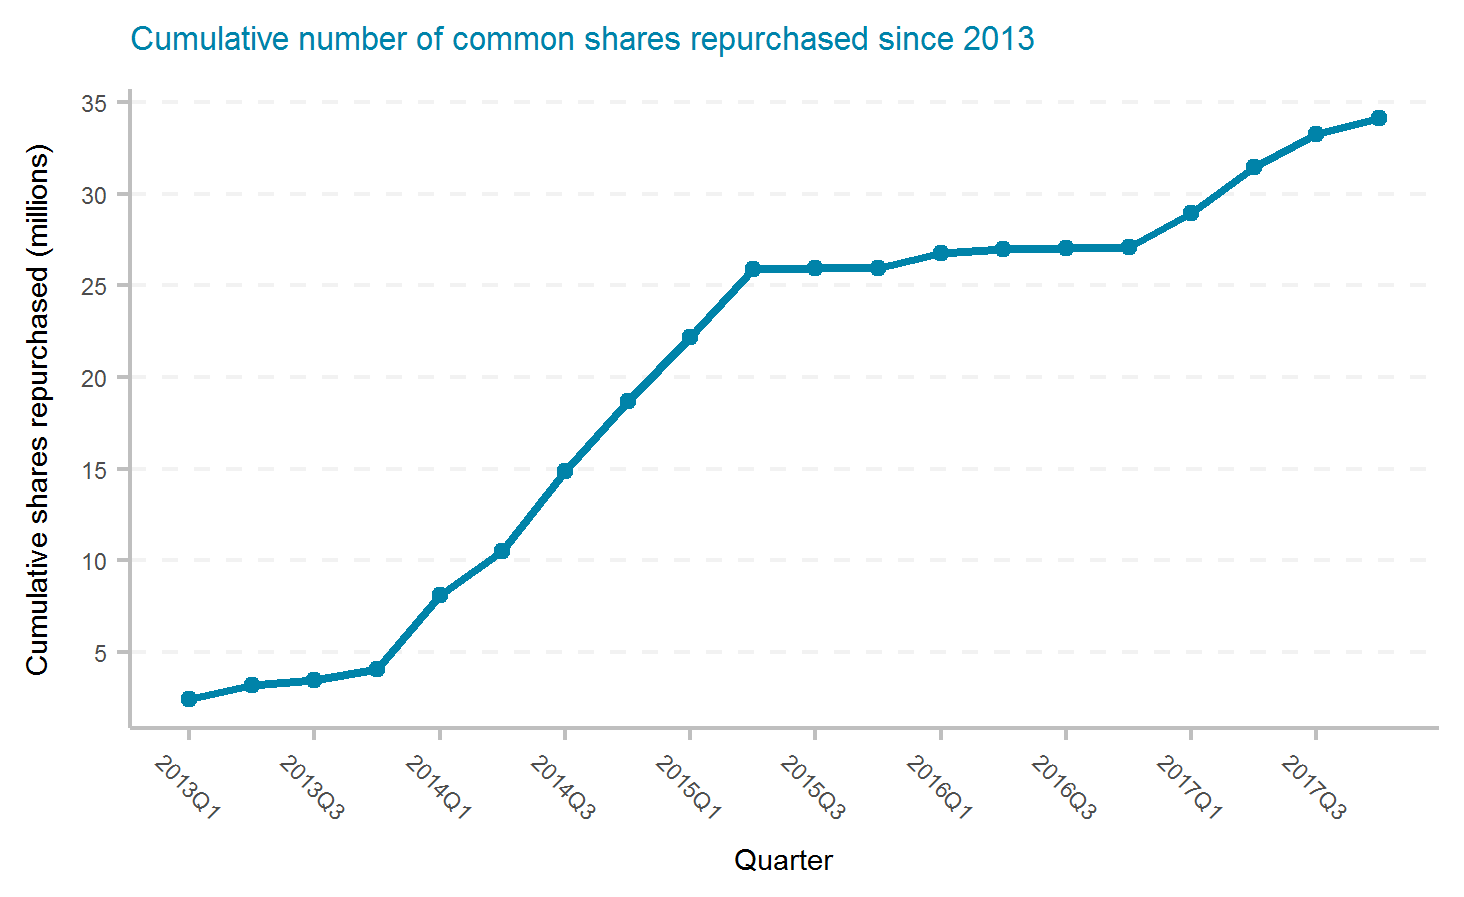 Cumulative number of common shares repurchased since 2013
Cumulative shares repurchased (millions)
35
30
25
20
15
10
5
2013Q1
2013Q3
2014Q1
2014Q3
2015Q1
2015Q3
2016Q1
2016Q3
2017Q1
2017Q3
Quarter